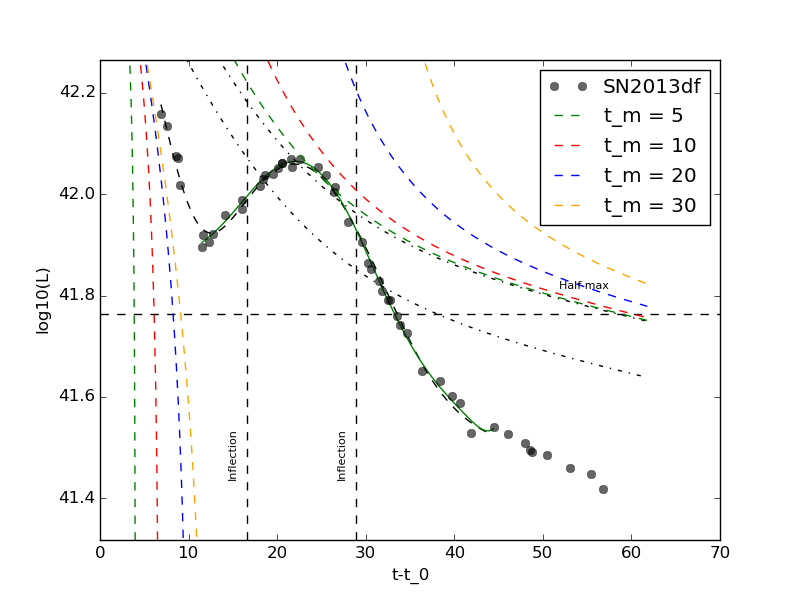 42.2
42.0
41.8
41.6
41.4
log10(L)
0
10
20
30
40
50
60
70
t-t_0
SN2013df
t_m = 5
t_m = 10
t_m = 20
t_m = 30
Half-max
Inflection
Inflection